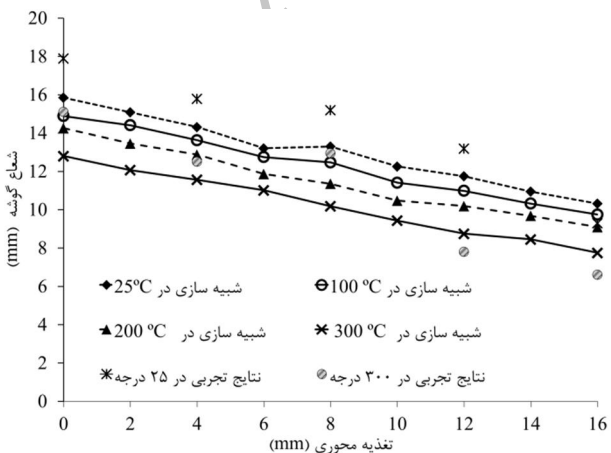 20
18
16
14
12
10
8
6
4
2
0
شعاع گوشه (mm)
شبیه سازی در 25ºC
شبیه سازی در 100 ºC
شبیه سازی در 200 ºC
شبیه سازی در 300 ºC
نتایج تجربی در ۲۵ درجه
نتایج تجربی در ۳۰۰ درجه
0 2 4 6 8 10 12 14 16
تغذیه محوری (mm)